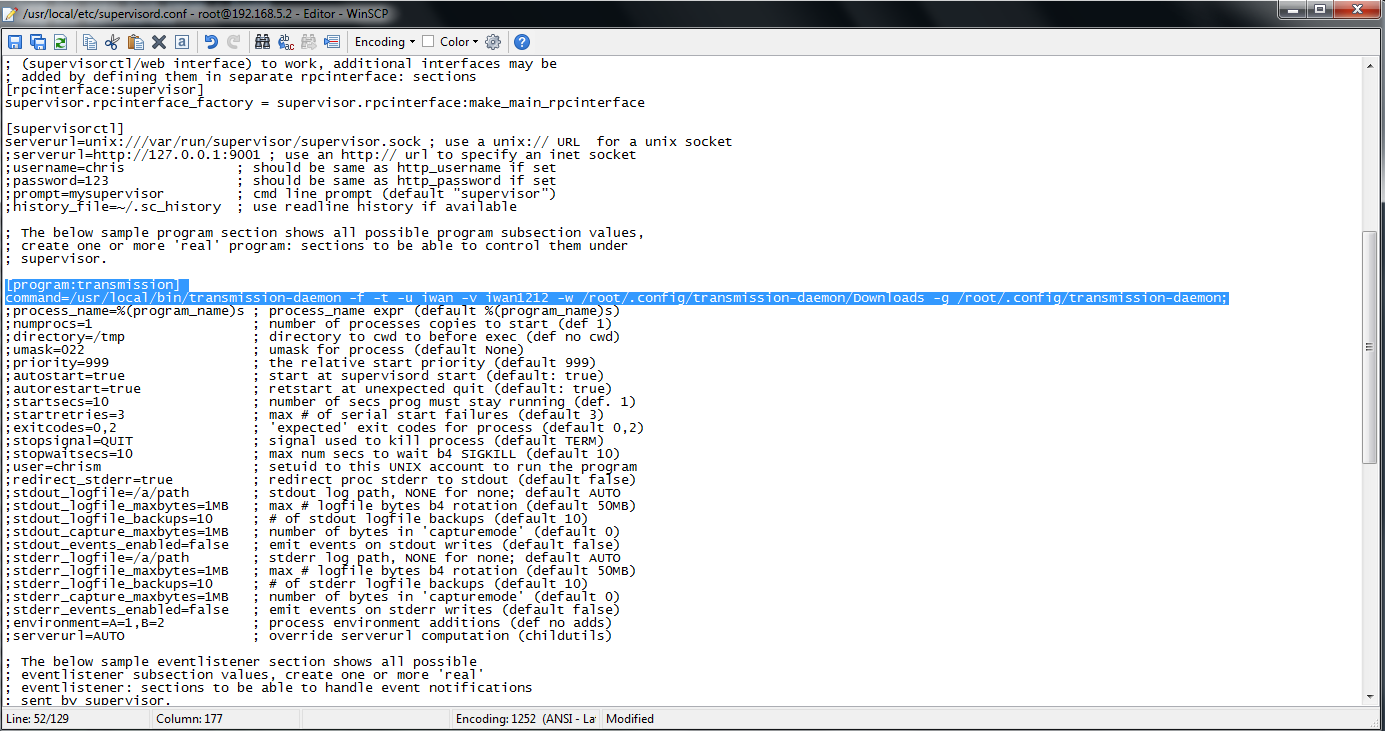 /usr/local/etc/supervisord.conf - root@192.168.5.2 - Editor - WinSCP
Encoding Color
; (supervisorctl/web interface) to work, additional interfaces may be
; added by defining them in separate rpcinterface: sections
[rpcinterface:supervisor]
supervisor.rpcinterface_factory = supervisor.rpcinterface:make_main_rpcinterface

[supervisorctl]
serverurl=unix:///var/run/supervisor/supervisor.sock ; use a unix:// URL  for a unix socket
;serverurl=http://127.0.0.1:9001 ; use an http:// url to specify an inet socket
;username=chris              ; should be same as http_username if set
;password=123                ; should be same as http_password if set
;prompt=mysupervisor         ; cmd line prompt (default "supervisor")
;history_file=~/.sc_history  ; use readline history if available

; The below sample program section shows all possible program subsection values,
; create one or more 'real' program: sections to be able to control them under
; supervisor.

[program:transmission]
command=/usr/local/bin/transmission-daemon -f -t -u iwan -v iwan1212 -w /root/.config/transmission-daemon/Downloads -g /root/.config/transmission-daemon;
;process_name=%(program_name)s ; process_name expr (default %(program_name)s)
;numprocs=1                    ; number of processes copies to start (def 1)
;directory=/tmp                ; directory to cwd to before exec (def no cwd)
;umask=022                     ; umask for process (default None)
;priority=999                  ; the relative start priority (default 999)
;autostart=true                ; start at supervisord start (default: true)
;autorestart=true              ; retstart at unexpected quit (default: true)
;startsecs=10                  ; number of secs prog must stay running (def. 1)
;startretries=3                ; max # of serial start failures (default 3)
;exitcodes=0,2                 ; 'expected' exit codes for process (default 0,2)
;stopsignal=QUIT               ; signal used to kill process (default TERM)
;stopwaitsecs=10               ; max num secs to wait b4 SIGKILL (default 10)
;user=chrism                   ; setuid to this UNIX account to run the program
;redirect_stderr=true          ; redirect proc stderr to stdout (default false)
;stdout_logfile=/a/path        ; stdout log path, NONE for none; default AUTO
;stdout_logfile_maxbytes=1MB   ; max # logfile bytes b4 rotation (default 50MB)
;stdout_logfile_backups=10     ; # of stdout logfile backups (default 10)
;stdout_capture_maxbytes=1MB   ; number of bytes in 'capturemode' (default 0)
;stdout_events_enabled=false   ; emit events on stdout writes (default false)
;stderr_logfile=/a/path        ; stderr log path, NONE for none; default AUTO
;stderr_logfile_maxbytes=1MB   ; max # logfile bytes b4 rotation (default 50MB)
;stderr_logfile_backups=10     ; # of stderr logfile backups (default 10)
;stderr_capture_maxbytes=1MB   ; number of bytes in 'capturemode' (default 0)
;stderr_events_enabled=false   ; emit events on stderr writes (default false)
;environment=A=1,B=2           ; process environment additions (def no adds)
;serverurl=AUTO                ; override serverurl computation (childutils)

; The below sample eventlistener section shows all possible
; eventlistener subsection values, create one or more 'real'
; eventlistener: sections to be able to handle event notifications
; sent by supervisor.
Line: 52/129 Column: 177 Encoding: 1252 (ANSI - La Modified